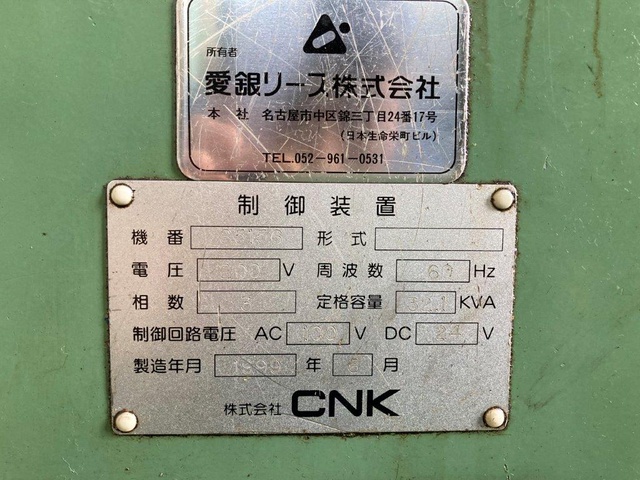 所有者
愛銀リース株式会社
本 社 名古屋市中区錦三丁目24番17号
(日本生命栄町ビル)
TEL.052-961-0531
制御装置
機番 形式
電圧 V 周波数 60 Hz
相数 3 定格容量 KVA
制御回路電圧 AC 100 V DC 24 V
製造年月 年 月
株式会社 CNK